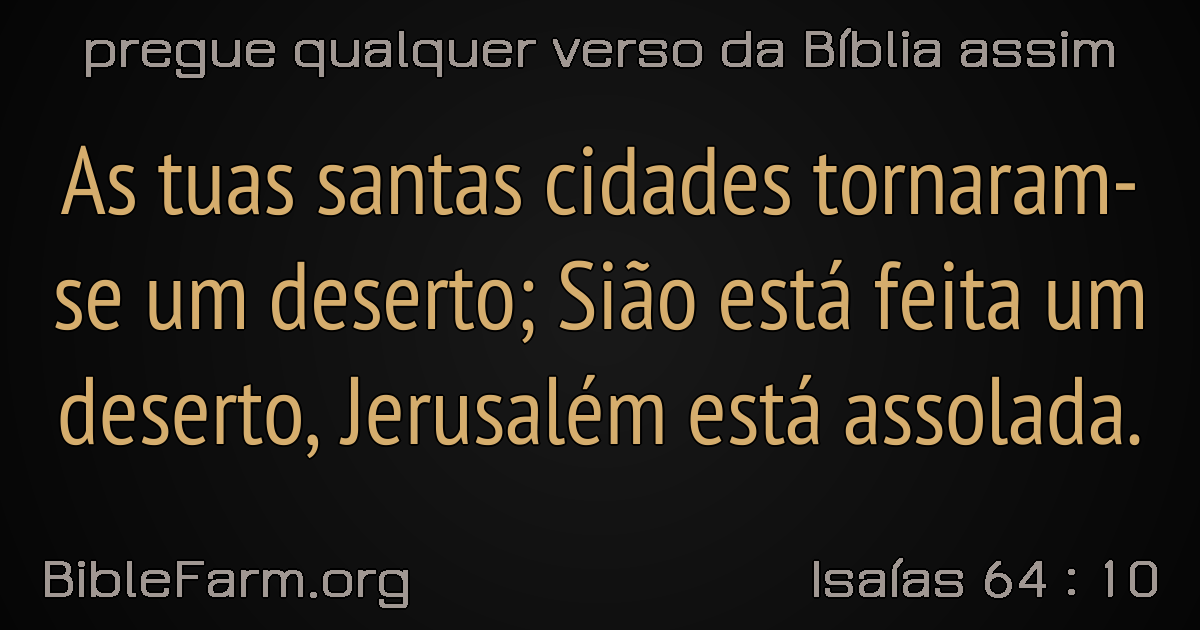 pregue qualquer verso da Bíblia assim
As tuas santas cidades tornaram-
se um deserto; Sião está feita um
deserto, Jerusalém está assolada.
BibleFarm.org
Isaías 64 : 10